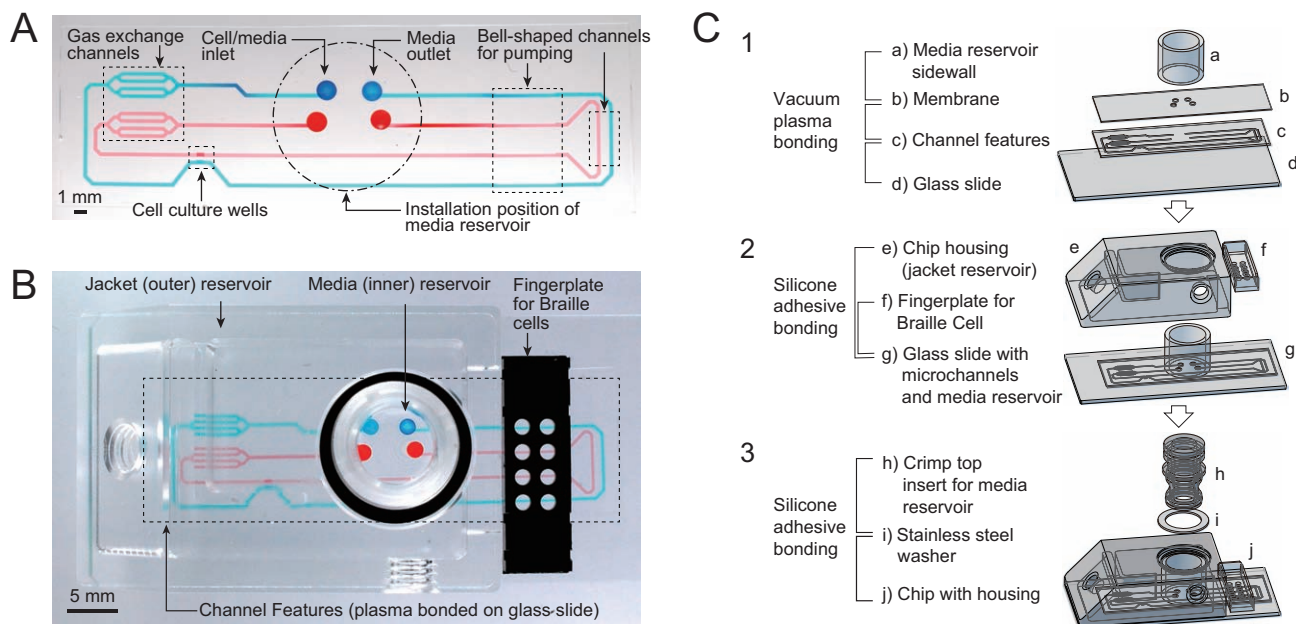 A
Gas exchange
channels
Cell/media
inlet
Media
outlet
Bell-shaped channels
for pumping
1 mm
Cell culture wells
Installation position of
media reservoir
B
Jacket (outer) reservoir
Media (inner) reservoir
Fingerplate
for Braille
cells
5 mm
Channel Features (plasma bonded on glass-slide)
C
1
Vacuum
plasma
bonding
a) Media reservoir
sidewall
b) Membrane
c) Channel features
d) Glass slide
a
b
c
d
2
Silicone
adhesive
bonding
e) Chip housing
(jacket reservoir)
f) Fingerplate for
Braille Cell
g) Glass slide with
microchannels
and media reservoir
e
f
g
3
Silicone
adhesive
bonding
h) Crimp top
insert for media
reservoir
i) Stainless steel
washer
j) Chip with housing
h
i
j